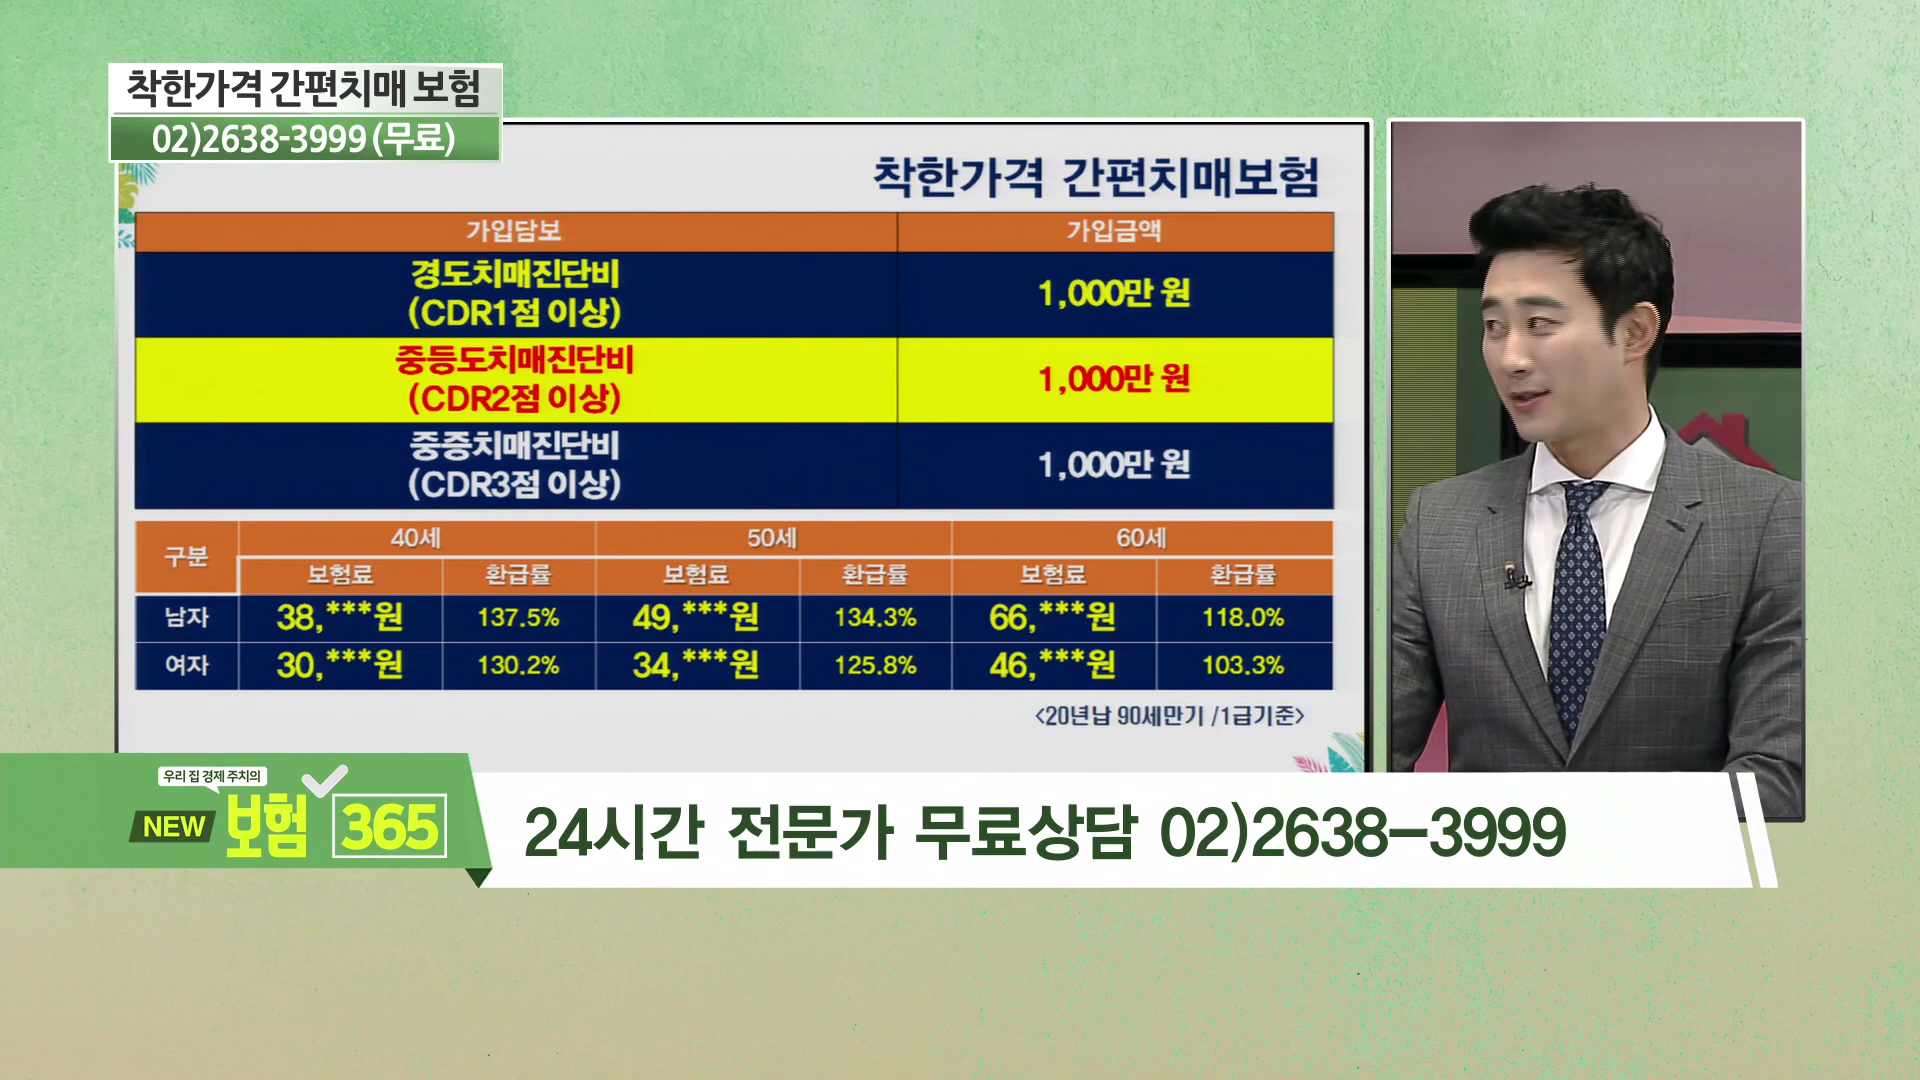 착한가격 간편치매 보험
02)2638-3999 (무료)
착한가격 간편치매보험
가입담보 가입금액
경도치매진단비
(CDR1점 이상)
1,000만 원
중등도치매진단비
(CDR2점 이상)
1,000만 원
중증치매진단비
(CDR3점 이상)
1,000만 원
구분 40세 50세 60세
보험료 환급률 보험료 환급률 보험료 환급률
남자 38,***원 137.5% 49,***원 134.3% 66,***원 118.0%
여자 30,***원 130.2% 34,***원 125.8% 46,***원 103.3%
<20년납 90세만기 /1급기준>
우리 집 경제 주치의
NEW 보험 365
24시간 전문가 무료상담 02)2638-3999